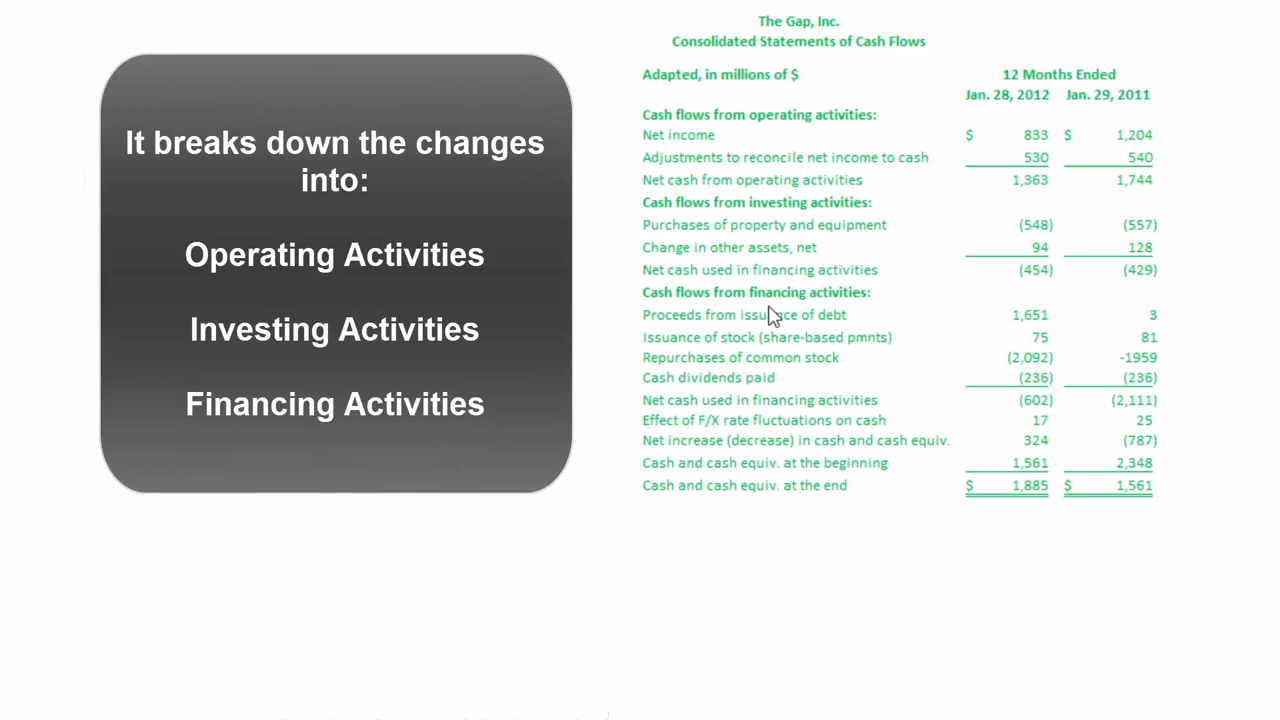 It breaks down the changes
into:
Operating Activities
Investing Activities
Financing Activities
The Gap, Inc.
Consolidated Statements of Cash Flows
Adapted, in millions of $ 12 Months Ended
Jan. 28, 2012 Jan. 29, 2011
Cash flows from operating activities:
Net income $ 833 $ 1,204
Adjustments to reconcile net income to cash 530 540
Net cash from operating activities 1,363 1,744
Cash flows from investing activities:
Purchases of property and equipment (548) (557)
Change in other assets, net 94 128
Net cash used in financing activities (454) (429)
Cash flows from financing activities:
Proceeds from issuance of debt 1,651 3
Issuance of stock (share-based pmnts) 75 81
Repurchases of common stock (2,092) -1959
Cash dividends paid (236) (236)
Net cash used in financing activities (602) (2,111)
Effect of F/X rate fluctuations on cash 17 25
Net increase (decrease) in cash and cash equiv. 324 (787)
Cash and cash equiv. at the beginning 1,561 2,348
Cash and cash equiv. at the end $ 1,885 $ 1,561